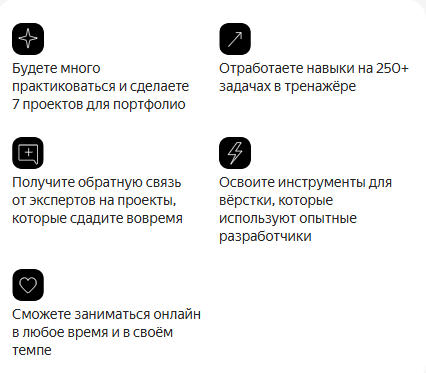 Будете много
практиковаться и сделаете
7 проектов для портфолио
Отработаете навыки на 250+
задачах в тренажёре
Получите обратную связь
от экспертов на проекты,
которые сдадите вовремя
Освоите инструменты для
вёрстки, которые
используют опытные
разработчики
Сможете заниматься онлайн
в любое время и в своём
темпе